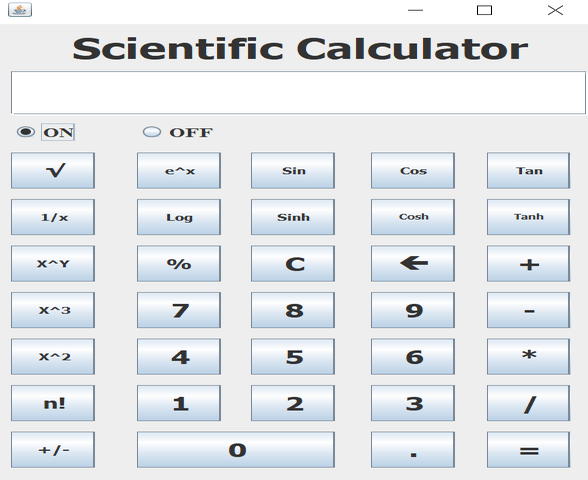 Scientific Calculator
ON OFF
√ e^x Sin Cos Tan
1/x Log Sinh Cosh Tanh
X^Y % C ← +
X^3 7 8 9 -
X^2 4 5 6 *
n! 1 2 3 /
+/- 0 . =